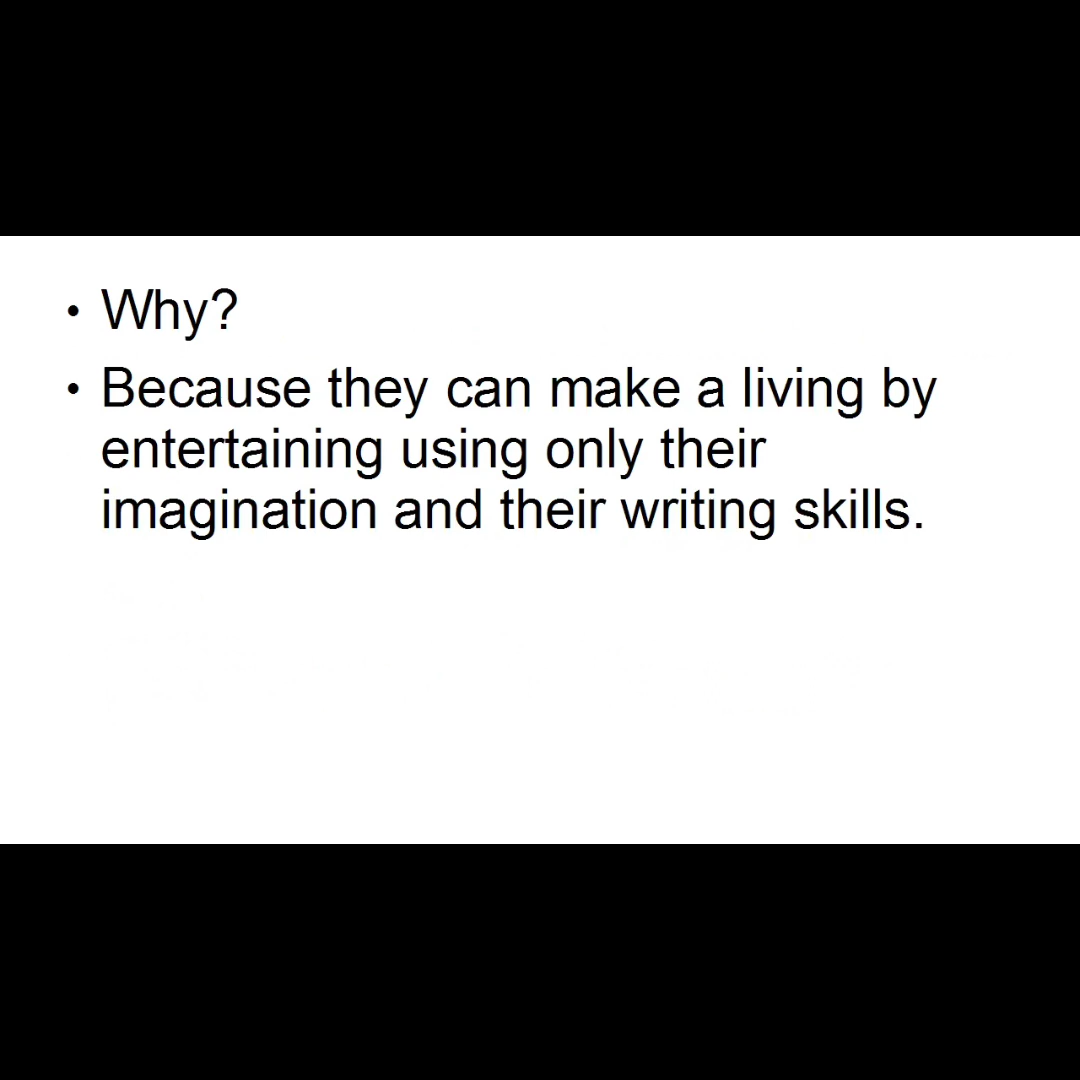 • Why?
• Because they can make a living by
entertaining using only their
imagination and their writing skills.